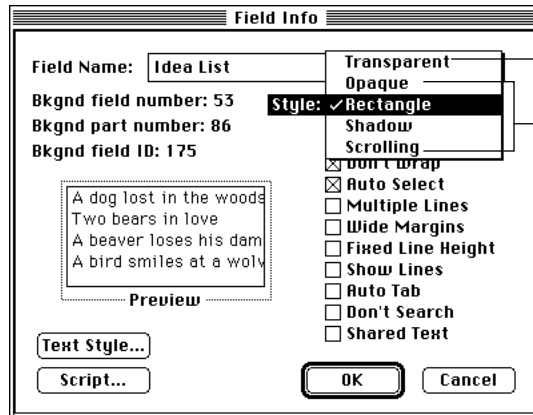 Field Info
Field Name: Idea List
Transparent
Opaque
Bkgnd field number: 53
Style: ✓Rectangle
Bkgnd part number: 86
Shadow
Bkgnd field ID: 175
Scrolling
Don't Wrap
Auto Select
A dog lost in the woods
Multiple Lines
Two bears in love
Wide Margins
A beaver loses his dam
Fixed Line Height
A bird smiles at a wolv
Show Lines
Auto Tab
Preview
Don't Search
Shared Text
Text Style...
Script...
OK
Cancel